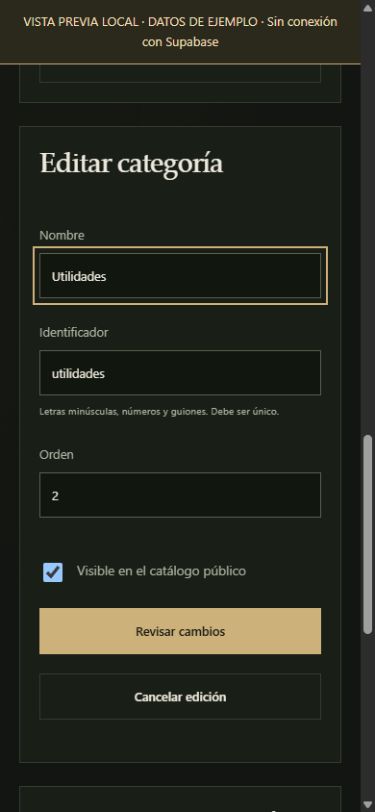 VISTA PREVIA LOCAL · DATOS DE EJEMPLO · Sin conexión
con Supabase
Editar categoría
Nombre
Utilidades
Identificador
utilidades
Letras minúsculas, números y guiones. Debe ser único.
Orden
2
Visible en el catálogo público
Revisar cambios
Cancelar edición